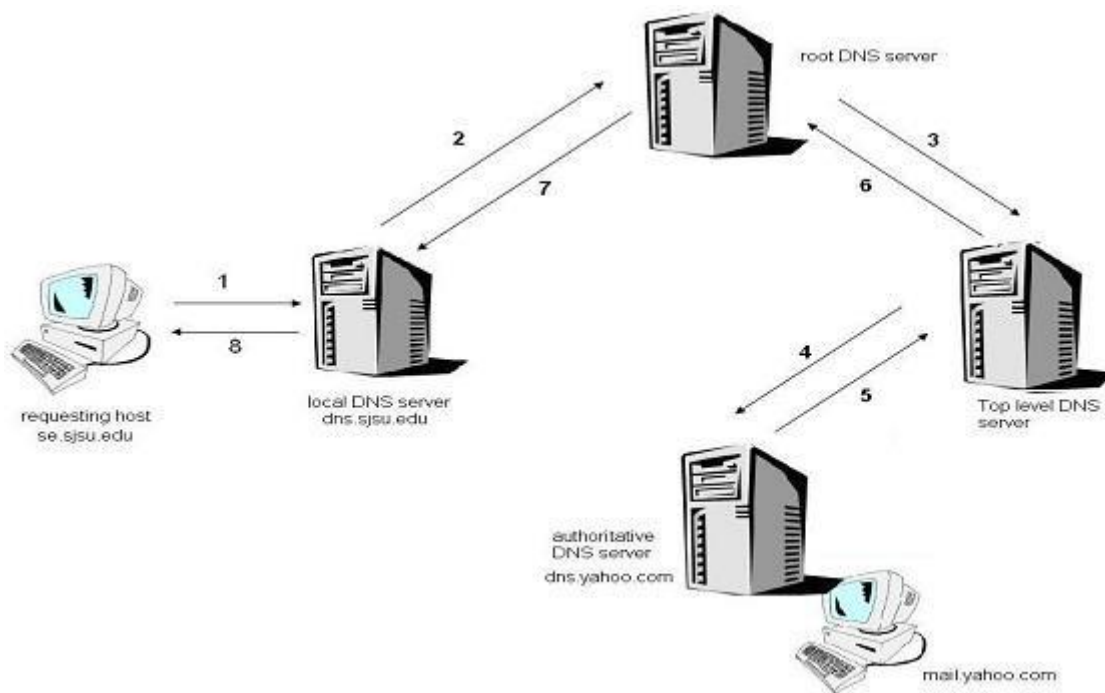 root DNS server
2
3
7
6
1
8
4
5
local DNS server
dns.sjsu.edu
requesting host
se.sjsu.edu
Top level DNS
server
authoritative
DNS server
dns.yahoo.com
mail.yahoo.com